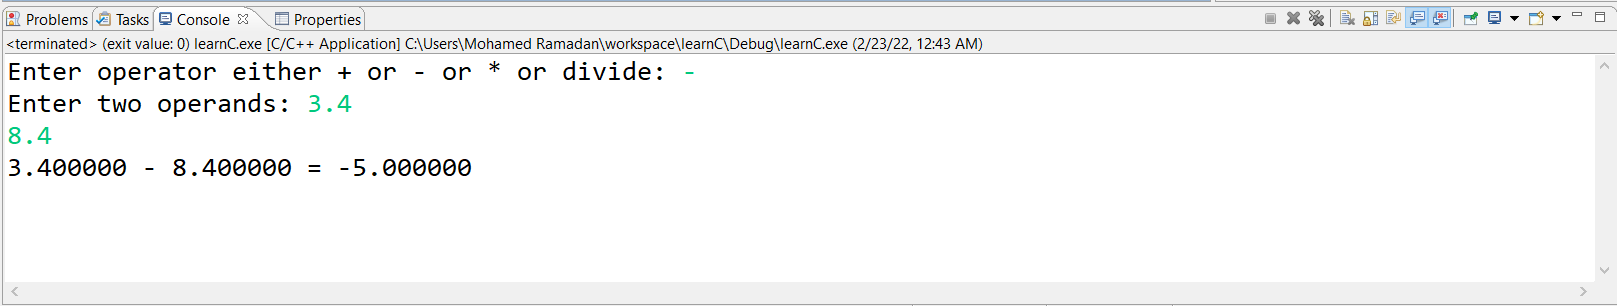 Problems Tasks Console Properties
<terminated> (exit value: 0) learnC.exe [C/C++ Application] C:\Users\Mohamed Ramadan\workspace\learnC\Debug\learnC.exe (2/23/22, 12:43 AM)
Enter operator either + or - or * or divide: -
Enter two operands: 3.4
8.4
3.400000 - 8.400000 = -5.000000